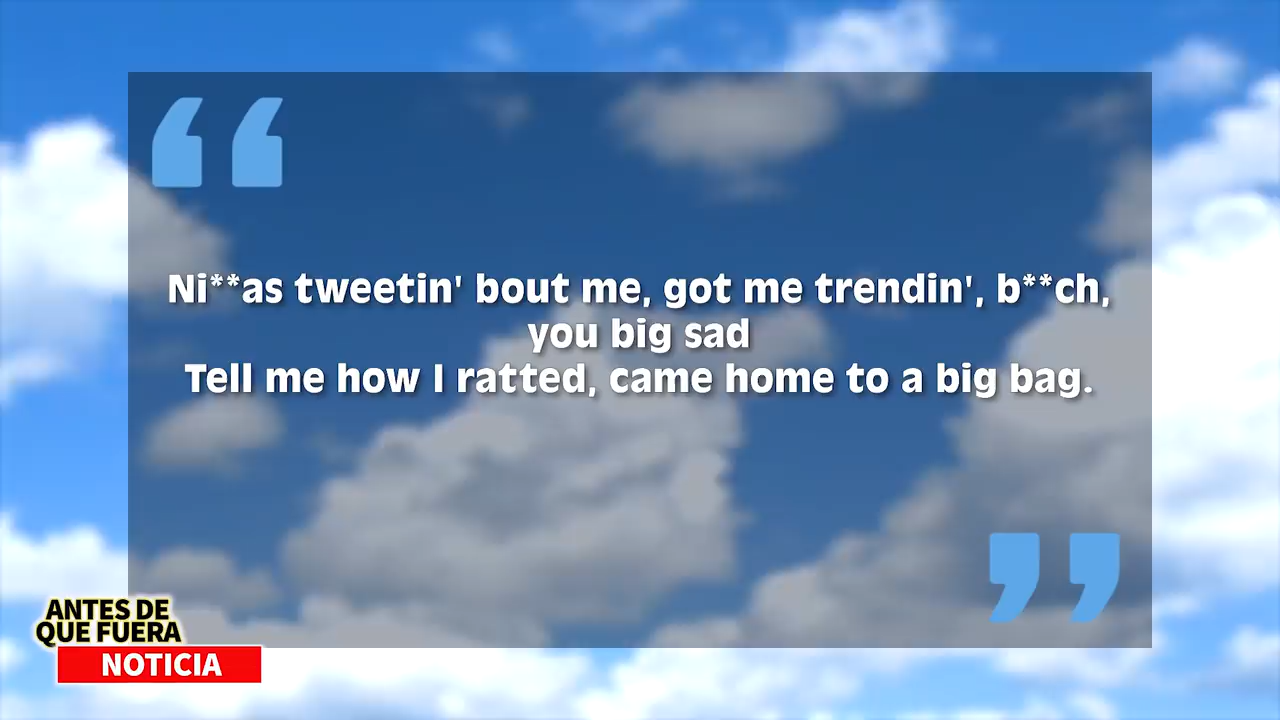 Ni**as tweetin' bout me, got me trendin', b**ch,
you big sad
Tell me how I ratted, came home to a big bag.
ANTES DE
QUE FUERA
NOTICIA